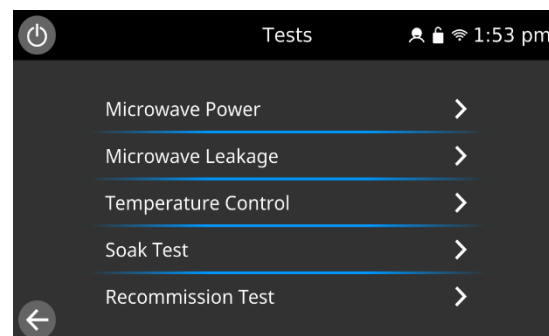 Tests
1:53 pm
Microwave Power
Microwave Leakage
Temperature Control
Soak Test
Recommission Test